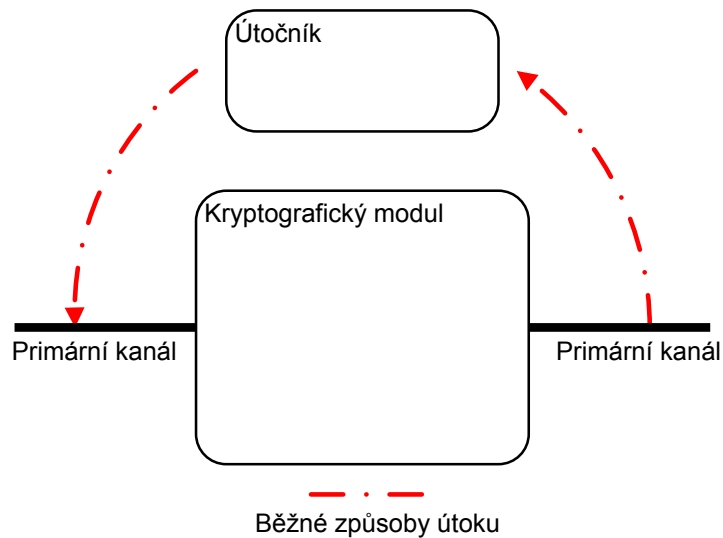 Útočník
Kryptografický modul
Primární kanál
Primární kanál
Běžné způsoby útoku